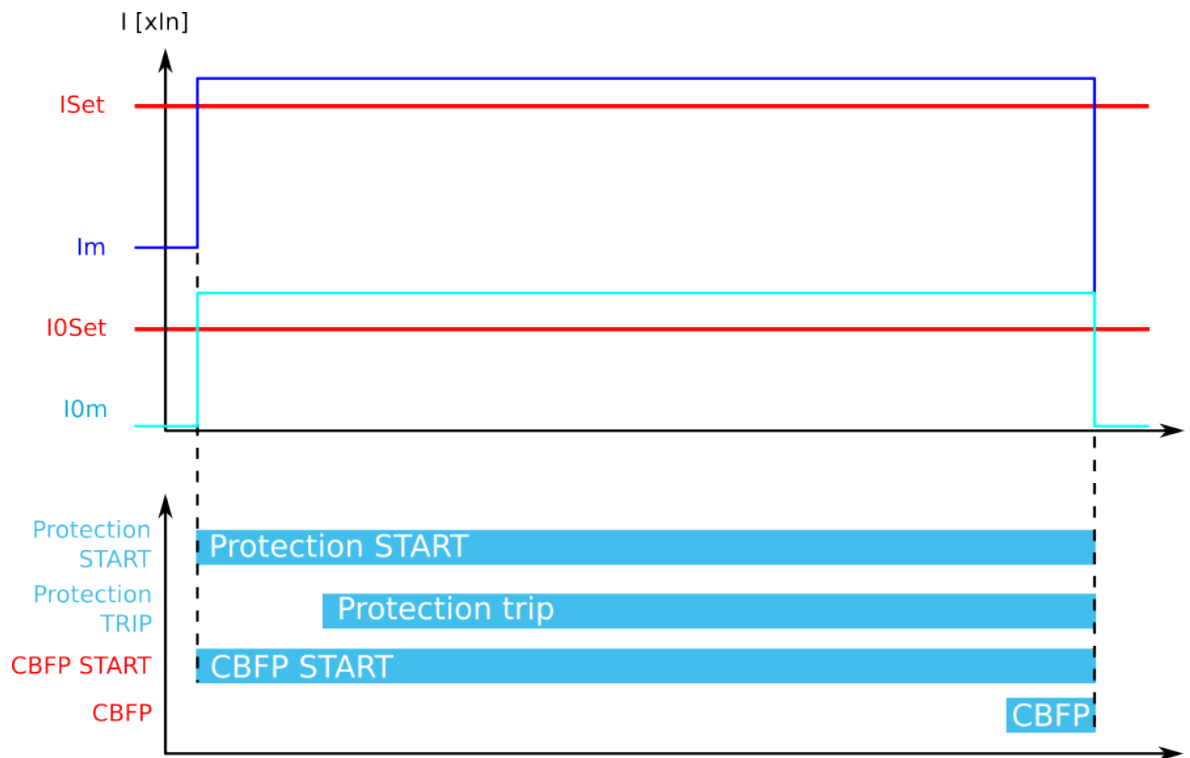 I [xIn]
ISet
Im
I0Set
I0m
Protection
START
Protection START
Protection
TRIP
Protection trip
CBFP START
CBFP START
CBFP
CBFP